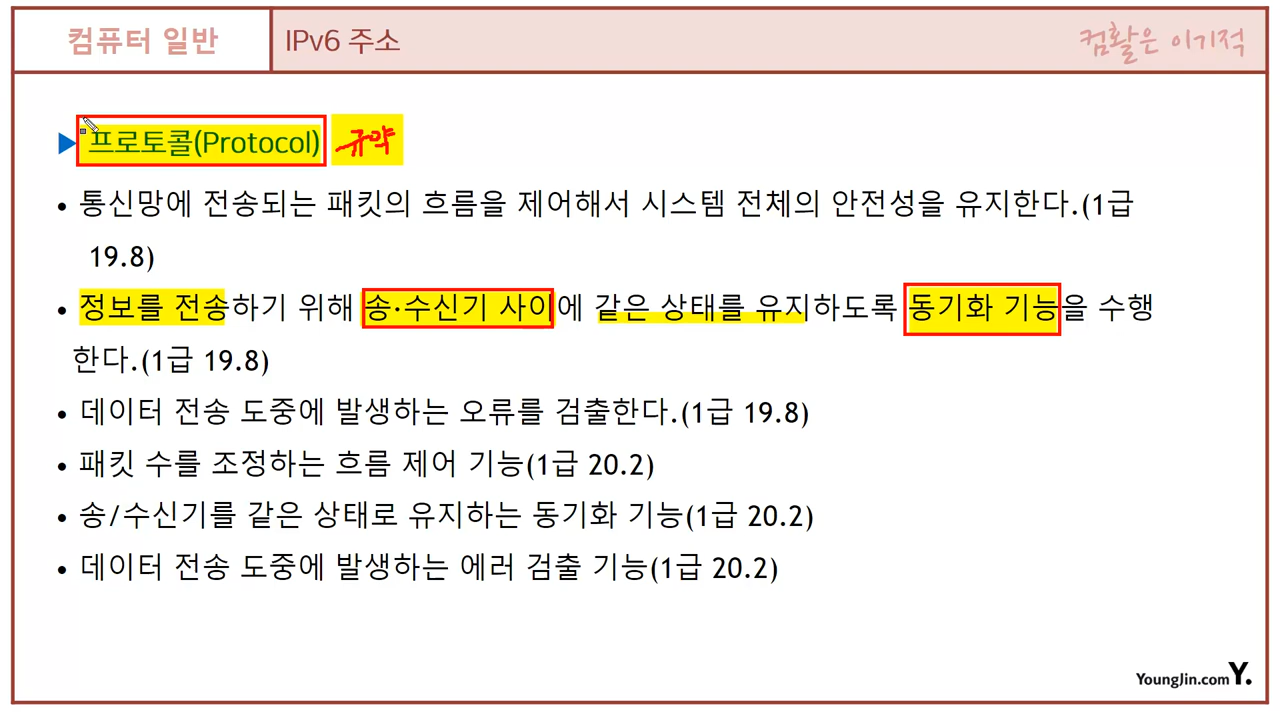 컴퓨터 일반
IPv6 주소
컴활은 이기적
프로토콜(Protocol) 규약
• 통신망에 전송되는 패킷의 흐름을 제어해서 시스템 전체의 안전성을 유지한다.(1급
19.8)
• 정보를 전송하기 위해 송·수신기 사이에 같은 상태를 유지하도록 동기화 기능을 수행
한다.(1급 19.8)
• 데이터 전송 도중에 발생하는 오류를 검출한다.(1급 19.8)
• 패킷 수를 조정하는 흐름 제어 기능(1급 20.2)
• 송/수신기를 같은 상태로 유지하는 동기화 기능(1급 20.2)
• 데이터 전송 도중에 발생하는 에러 검출 기능(1급 20.2)
YoungJin.com Y.